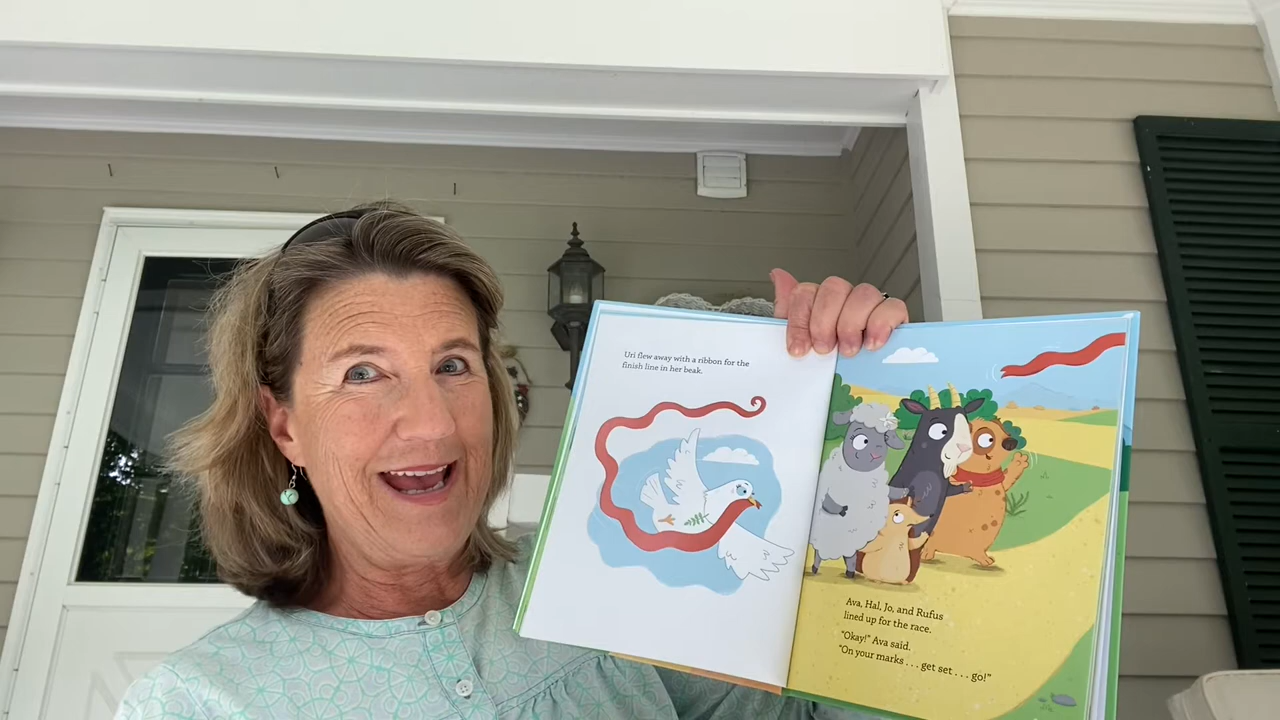 Uri flew away with a ribbon for the
finish line in her beak.
Ava, Hal, Jo, and Rufus
lined up for the race.
"Okay!" Ava said.
"On your marks . . . get set . . . go!"